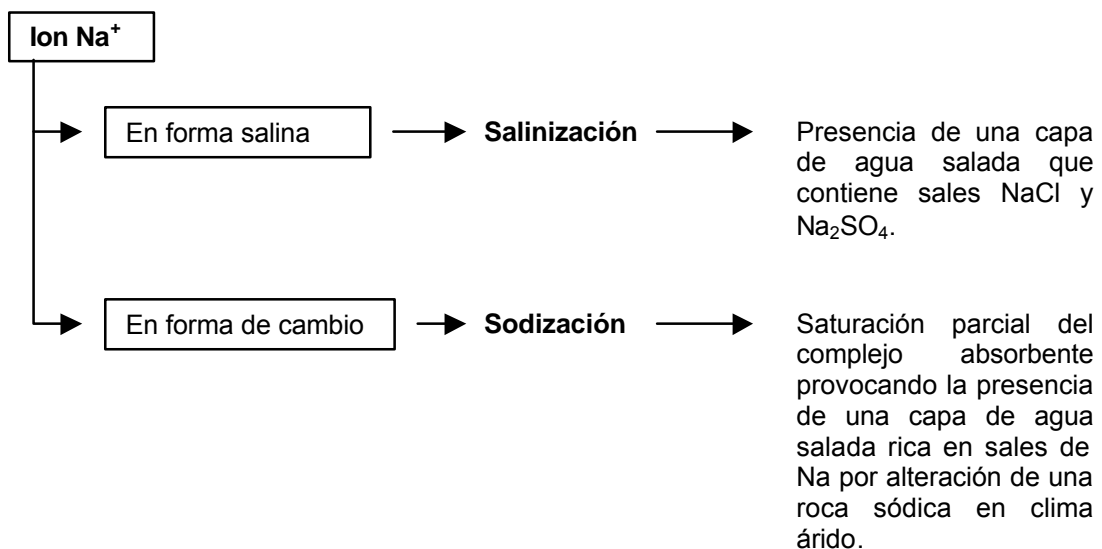 Ion Na⁺
En forma salina
Salinización
Presencia de una capa
de agua salada que
contiene sales NaCl y
Na₂SO₄.
En forma de cambio
Sodización
Saturación parcial del
complejo absorbente
provocando la presencia
de una capa de agua
salada rica en sales de
Na por alteración de una
roca sódica en clima
árido.